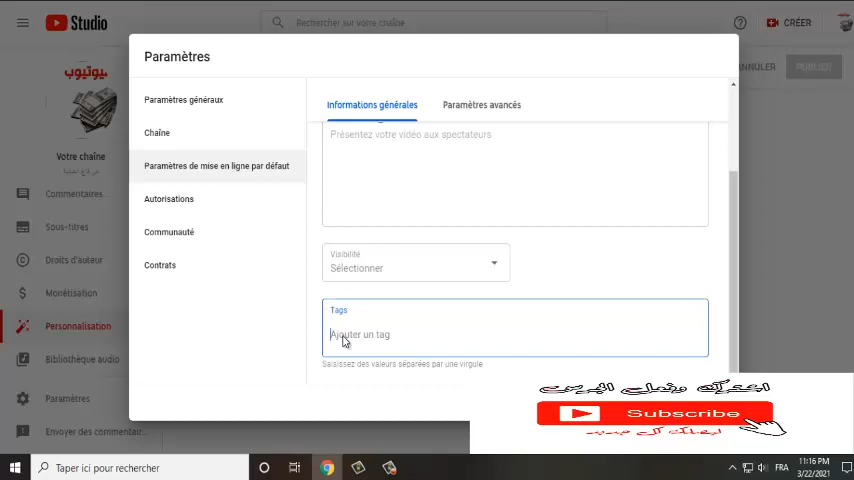 Studio
Rechercher sur votre chaîne
CRÉER
Paramètres
ANNULER
PUBLIER
Paramètres généraux
Informations générales
Paramètres avancés
Chaîne
Présentez votre vidéo aux spectateurs
Votre chaîne
Paramètres de mise en ligne par défaut
Commentaires...
Autorisations
Sous-titres
Communauté
Droits d'auteur
Visibilité
Sélectionner
Contrats
Monétisation
Tags
Personnalisation
Ajouter un tag
Bibliothèque audio
Saisissez des valeurs séparées par une virgule
Paramètres
Subscribe
Envoyer des commentair...
Taper ici pour rechercher
FRA
11:16 PM
3/22/2021